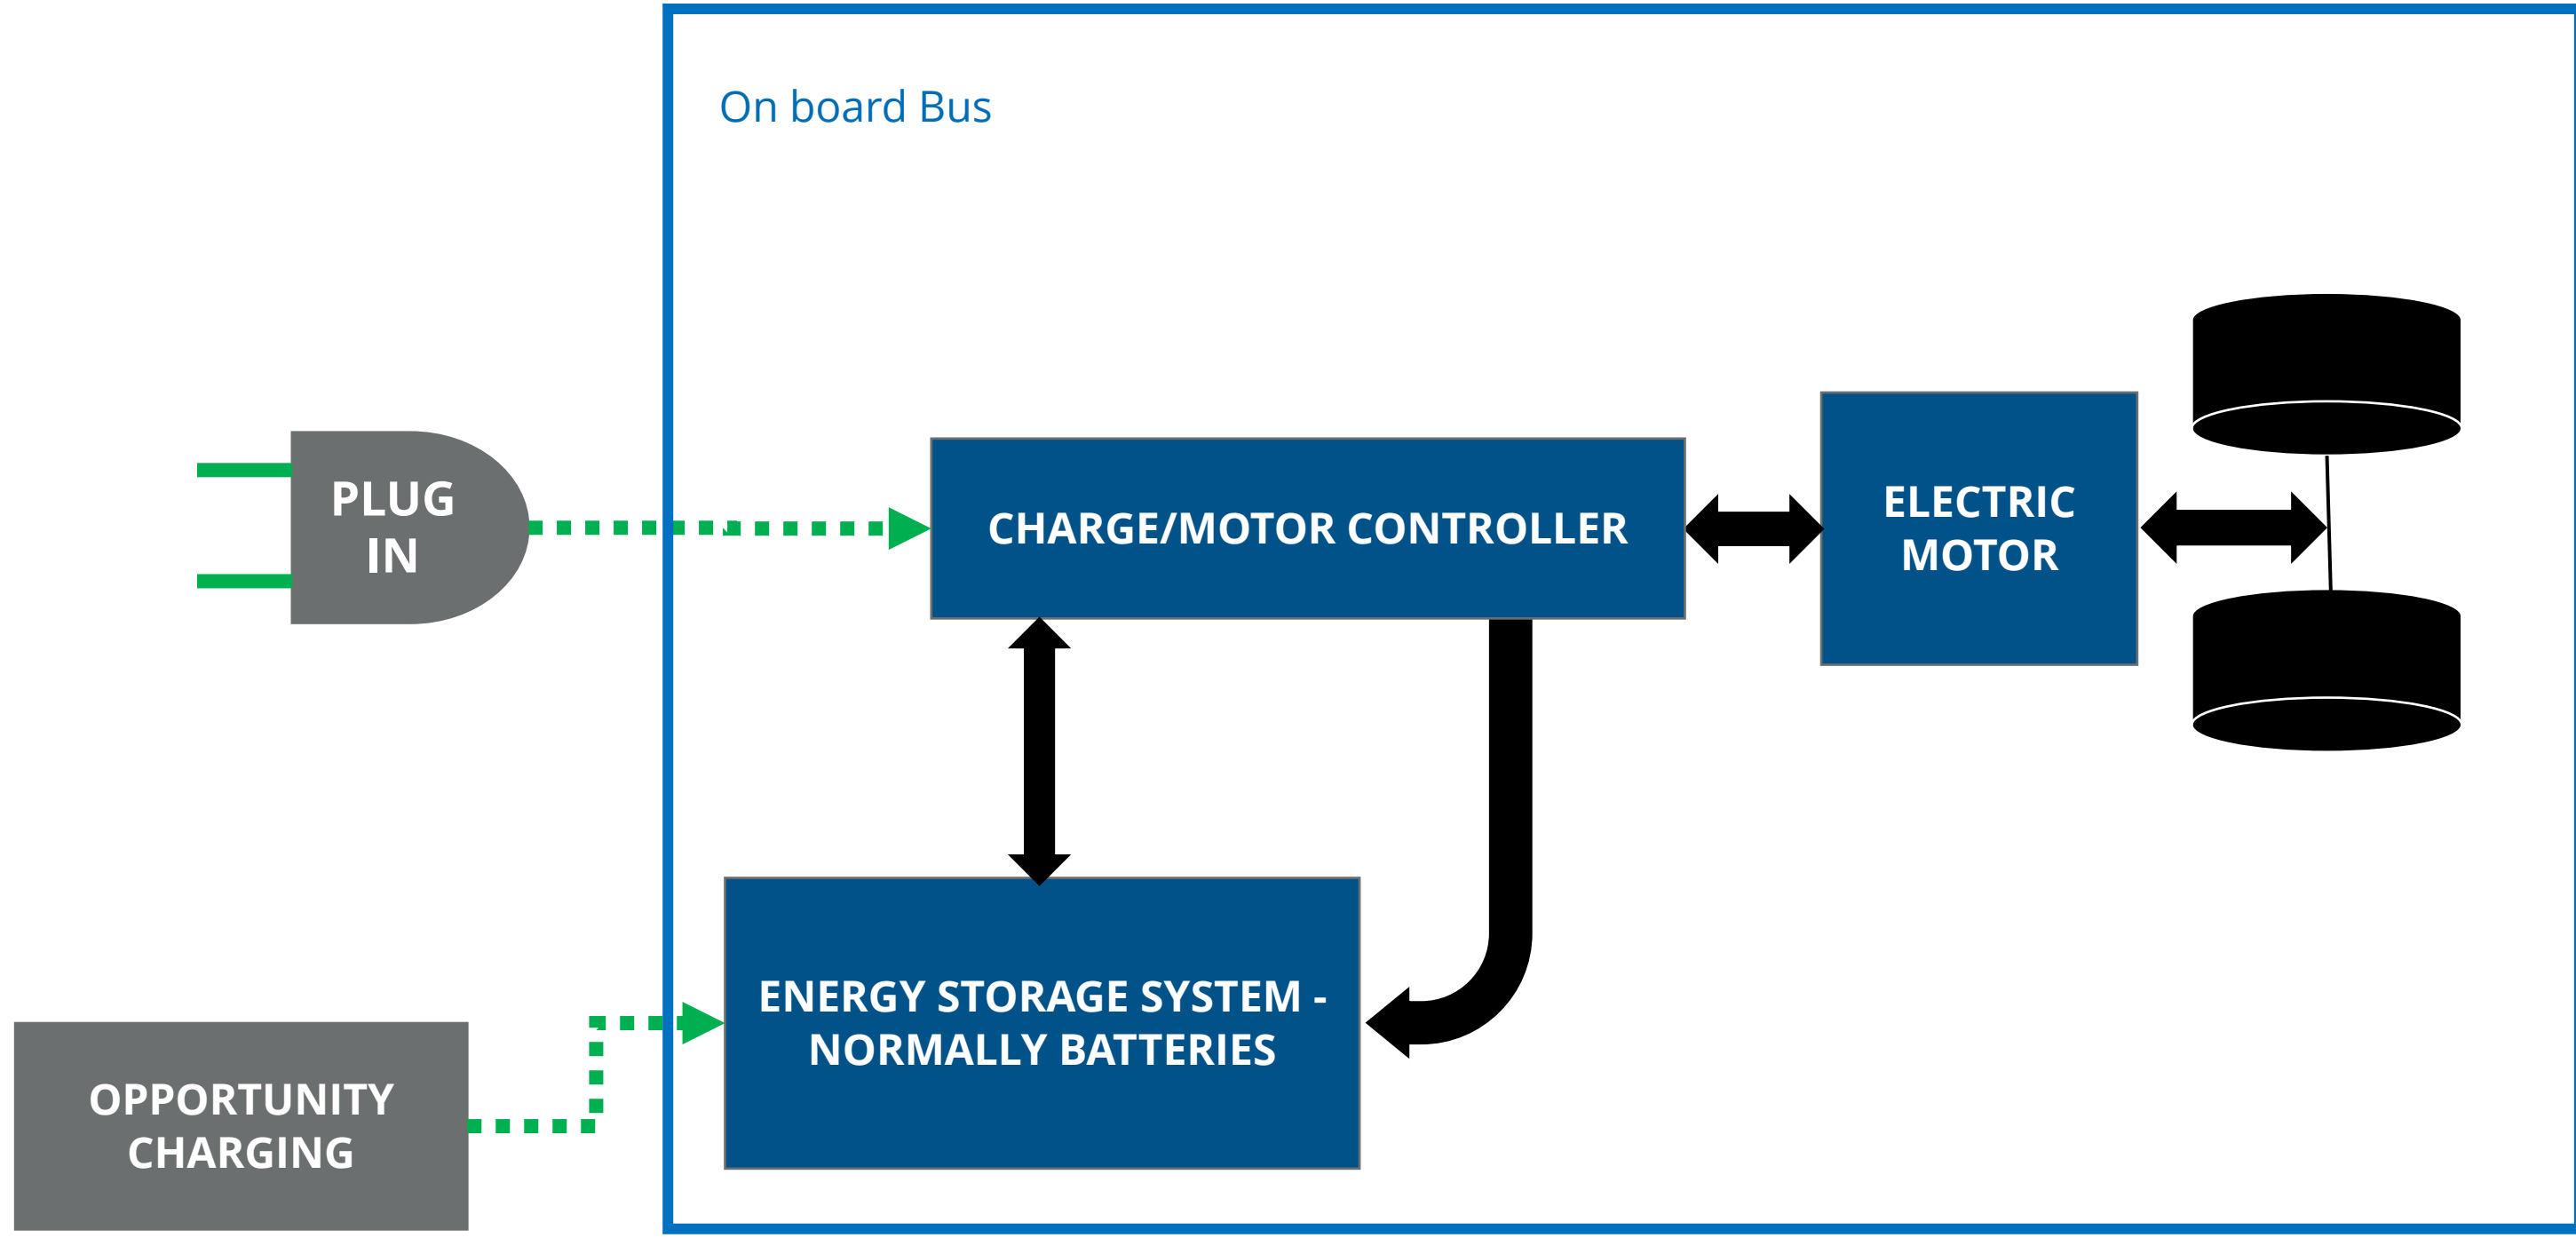 On board Bus
PLUG
IN
CHARGE/MOTOR CONTROLLER
ELECTRIC
MOTOR
ENERGY STORAGE SYSTEM -
NORMALLY BATTERIES
OPPORTUNITY
CHARGING